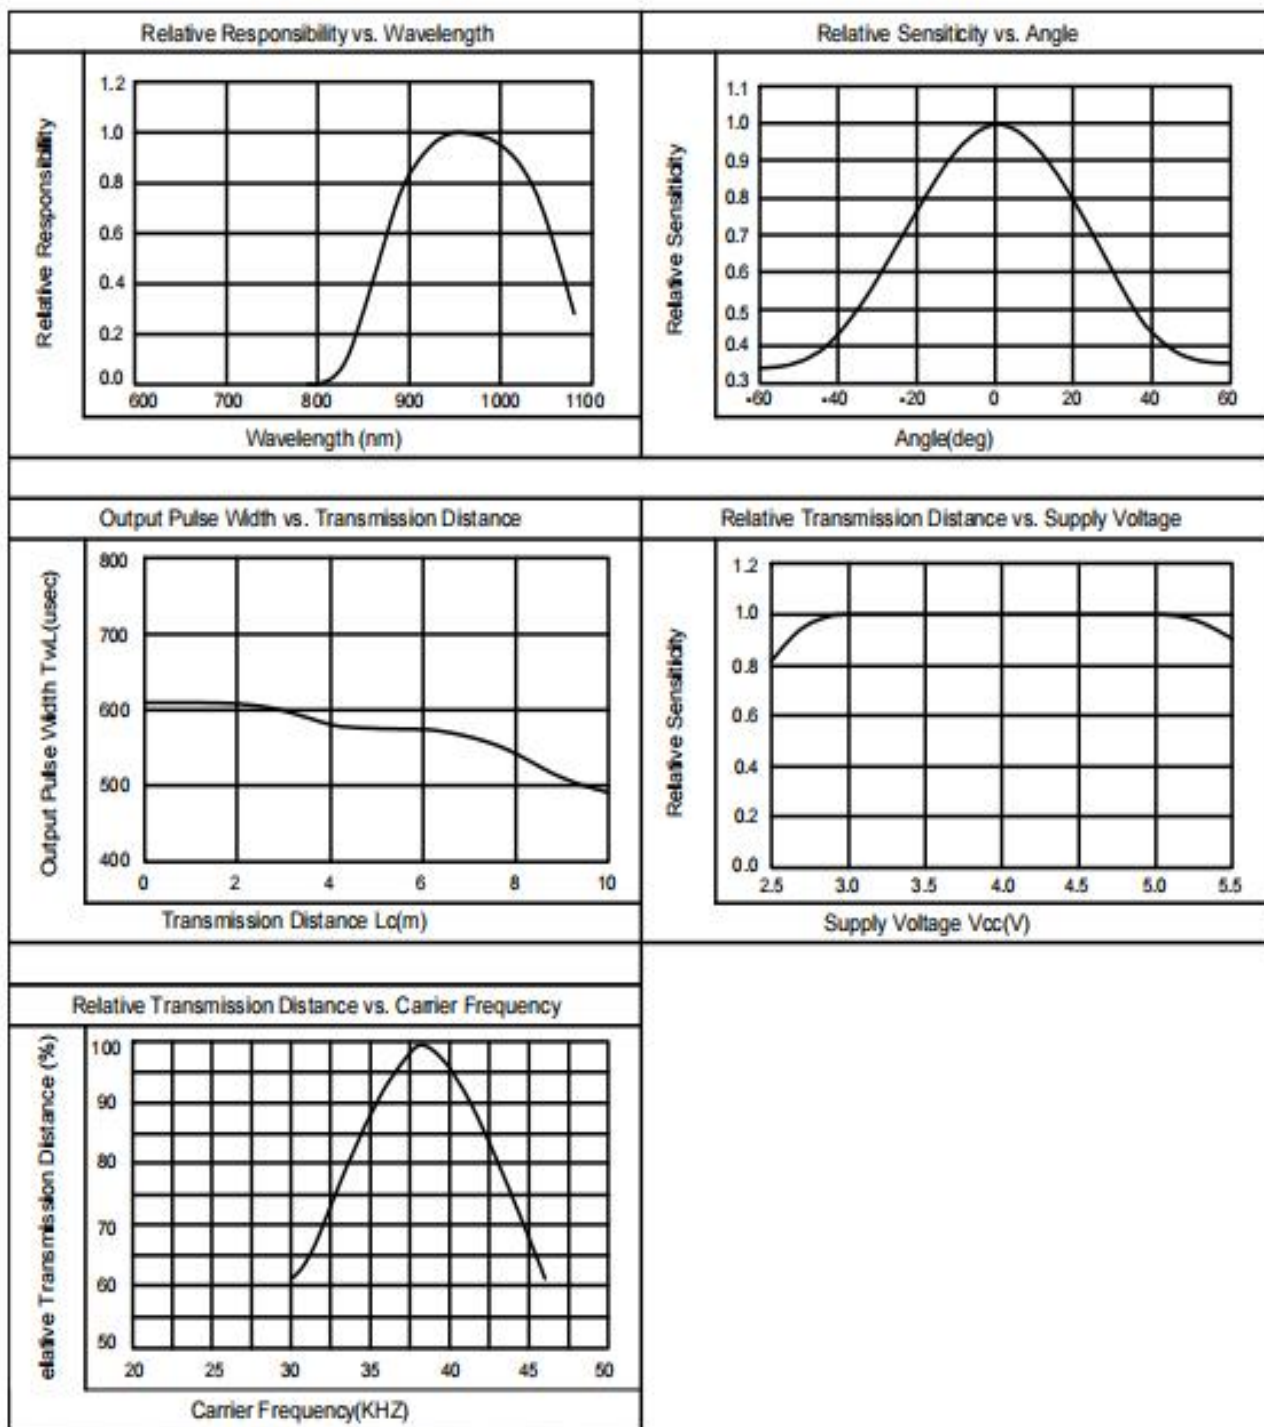 Relative Responsibility vs. Wavelength
Relative Responsibility
1.2
1.0
0.8
0.6
0.4
0.2
0.0
600 700 800 900 1000 1100
Wavelength (nm)
Relative Sensiticity vs. Angle
Relative Sensiticity
1.1
1.0
0.9
0.8
0.7
0.6
0.5
0.4
0.3
-60 -40 -20 0 20 40 60
Angle(deg)
Output Pulse Width vs. Transmission Distance
Output Pulse Width TwL(usec)
800
700
600
500
400
0 2 4 6 8 10
Transmission Distance Lc(m)
Relative Transmission Distance vs. Supply Voltage
Relative Sensiticity
1.2
1.0
0.8
0.6
0.4
0.2
0.0
2.5 3.0 3.5 4.0 4.5 5.0 5.5
Supply Voltage Vcc(V)
Relative Transmission Distance vs. Carrier Frequency
elative Transmission Distance (%)
100
90
80
70
60
50
20 25 30 35 40 45 50
Carrier Frequency(KHZ)